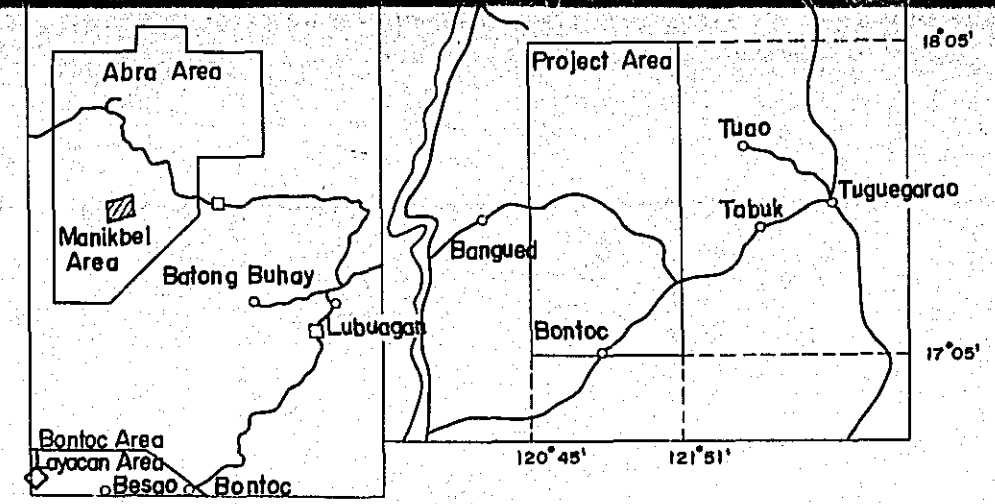 Abra Area
Manikbel
Area
Batong Buhay
Lubuagan
Bontoc Area
Layacan Area
Besao
Bontoc
Project Area
18°05'
Tuao
Tuguegarao
Tabuk
Bangued
Bontoc
17°05'
120°45'
121°51'